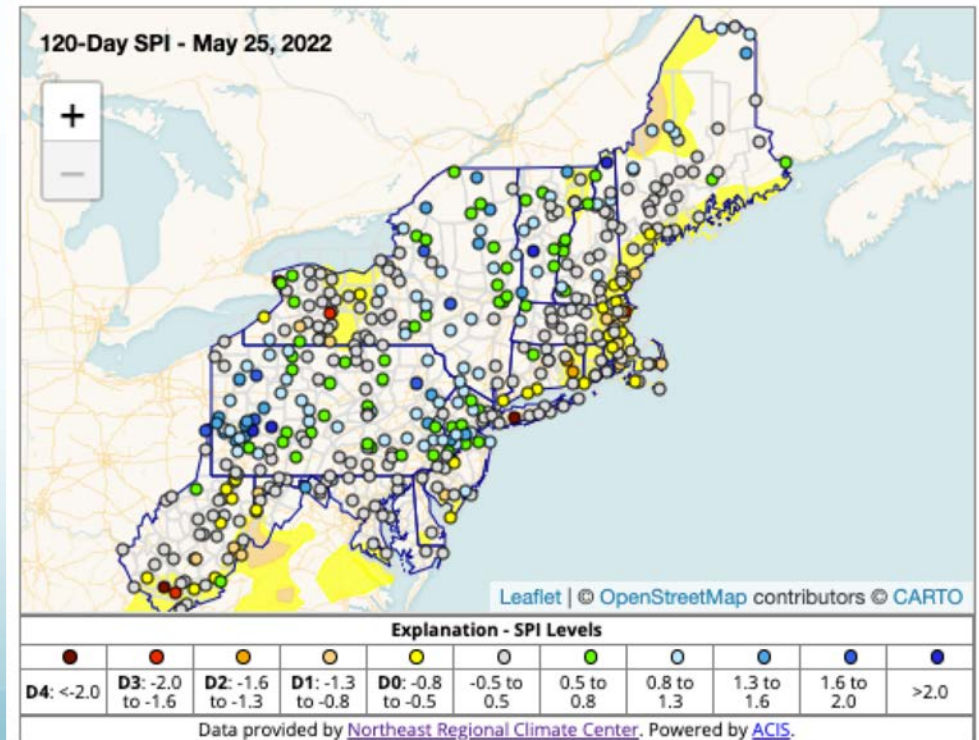 120-Day SPI - May 25, 2022
+
−
Leaflet | © OpenStreetMap contributors © CARTO
Explanation - SPI Levels
D4: <-2.0
D3: -2.0
to -1.6
D2: -1.6
to -1.3
D1: -1.3
to -0.8
D0: -0.8
to -0.5
-0.5 to
0.5
0.5 to
0.8
0.8 to
1.3
1.3 to
1.6
1.6 to
2.0
>2.0
Data provided by Northeast Regional Climate Center. Powered by ACIS.